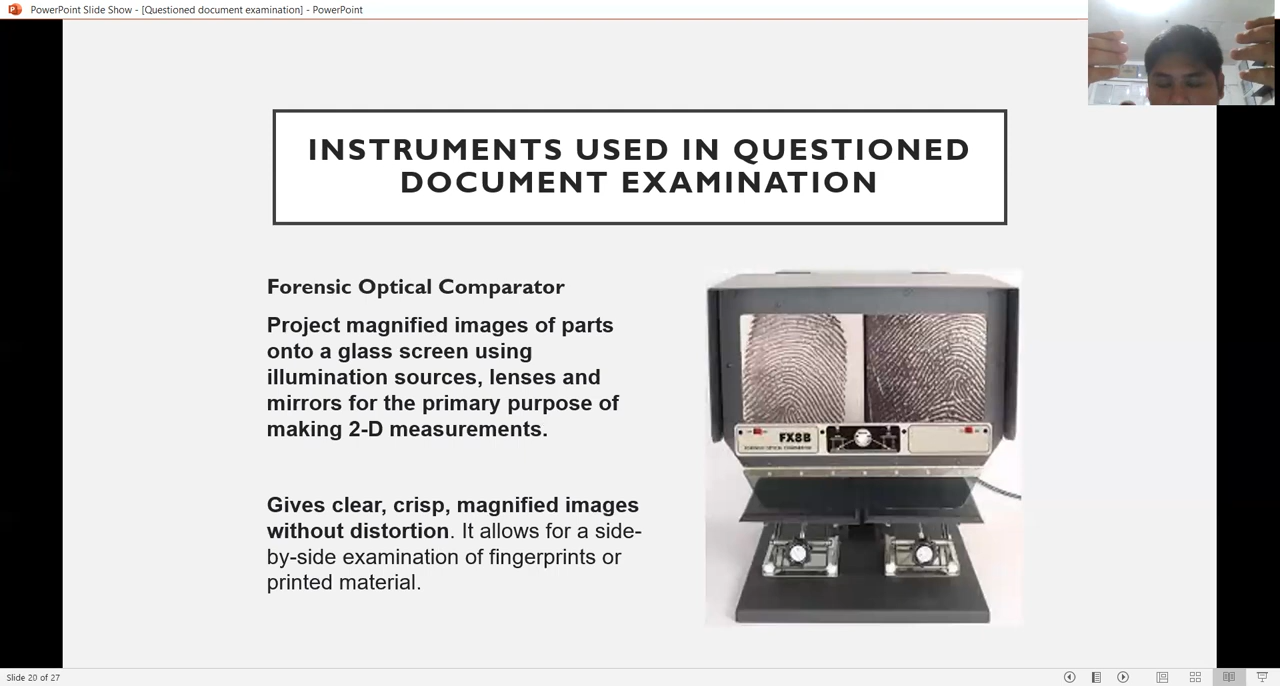 PowerPoint Slide Show - [Questioned document examination] - PowerPoint
INSTRUMENTS USED IN QUESTIONED
DOCUMENT EXAMINATION
Forensic Optical Comparator
Project magnified images of parts
onto a glass screen using
illumination sources, lenses and
mirrors for the primary purpose of
making 2-D measurements.
Gives clear, crisp, magnified images
without distortion. It allows for a side-
by-side examination of fingerprints or
printed material.
FX8B
FORENSIC OPTICAL COMPARATOR
Slide 20 of 27